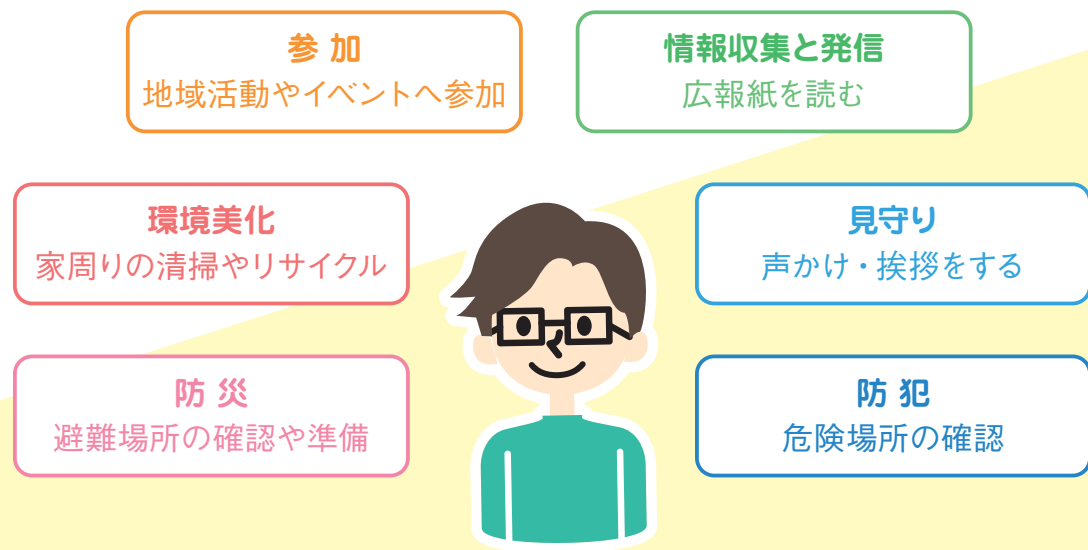 参 加
地域活動やイベントへ参加
情報収集と発信
広報紙を読む
環境美化
家周りの清掃やリサイクル
見守り
声かけ・挨拶をする
防 災
避難場所の確認や準備
防 犯
危険場所の確認